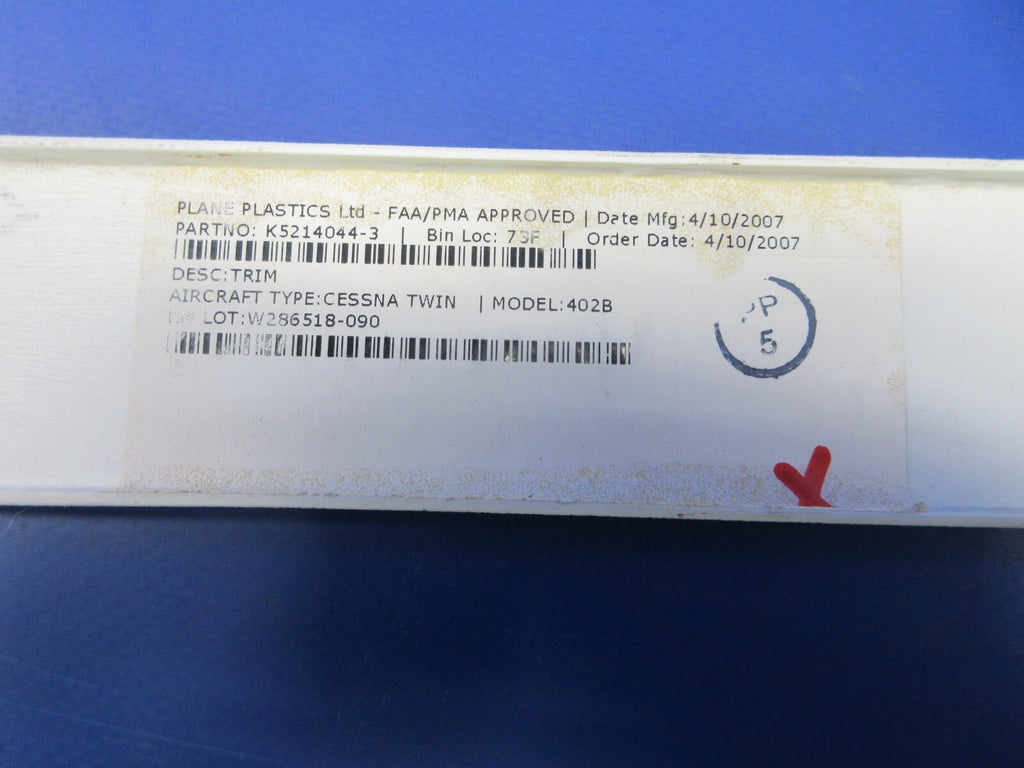 PLANE PLASTICS Ltd - FAA/PMA APPROVED | Date Mfg:4/10/2007
PARTNO: K5214044-3 | Bin Loc: 73F | Order Date: 4/10/2007
DESC:TRIM
AIRCRAFT TYPE:CESSNA TWIN | MODEL:402B
LOT:W286518-090
P
5